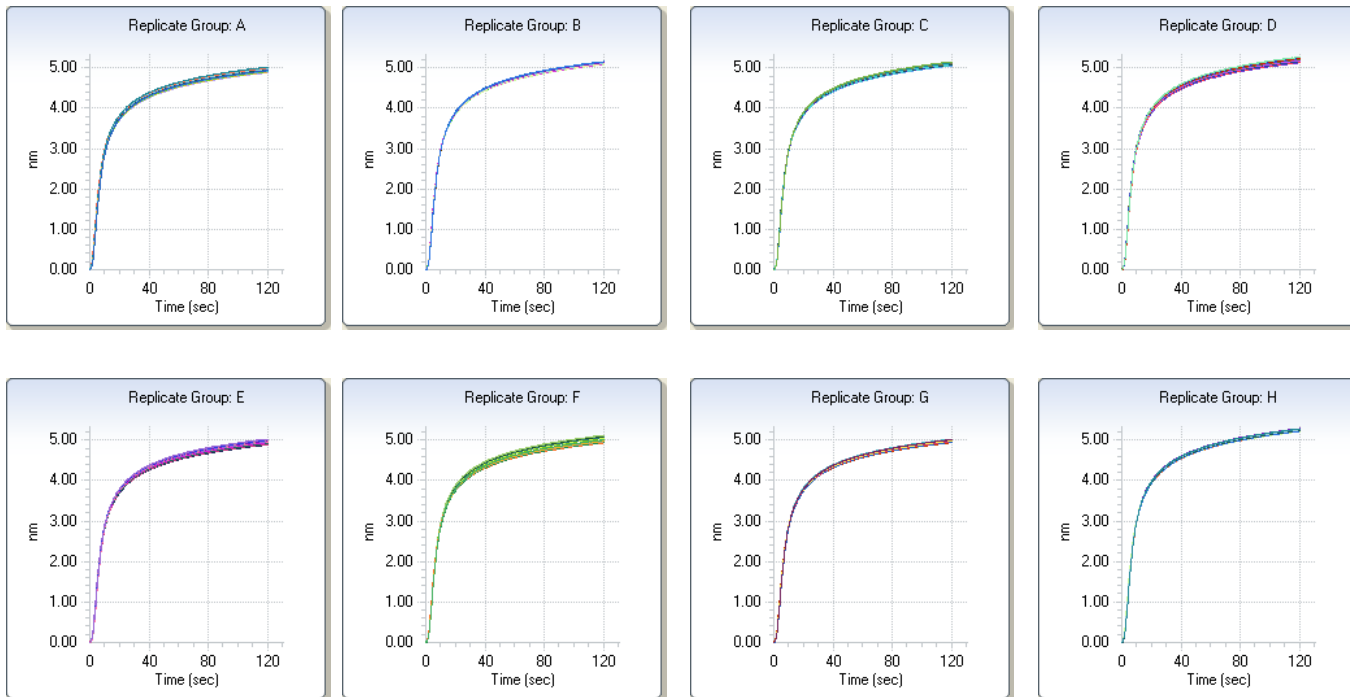 Replicate Group: A
5.00
4.00
3.00
2.00
1.00
0.00
nm
0 40 80 120
Time (sec)
Replicate Group: B
5.00
4.00
3.00
2.00
1.00
0.00
nm
0 40 80 120
Time (sec)
Replicate Group: C
5.00
4.00
3.00
2.00
1.00
0.00
nm
0 40 80 120
Time (sec)
Replicate Group: D
5.00
4.00
3.00
2.00
1.00
0.00
nm
0 40 80 120
Time (sec)
Replicate Group: E
5.00
4.00
3.00
2.00
1.00
0.00
nm
0 40 80 120
Time (sec)
Replicate Group: F
5.00
4.00
3.00
2.00
1.00
0.00
nm
0 40 80 120
Time (sec)
Replicate Group: G
5.00
4.00
3.00
2.00
1.00
0.00
nm
0 40 80 120
Time (sec)
Replicate Group: H
5.00
4.00
3.00
2.00
1.00
0.00
nm
0 40 80 120
Time (sec)